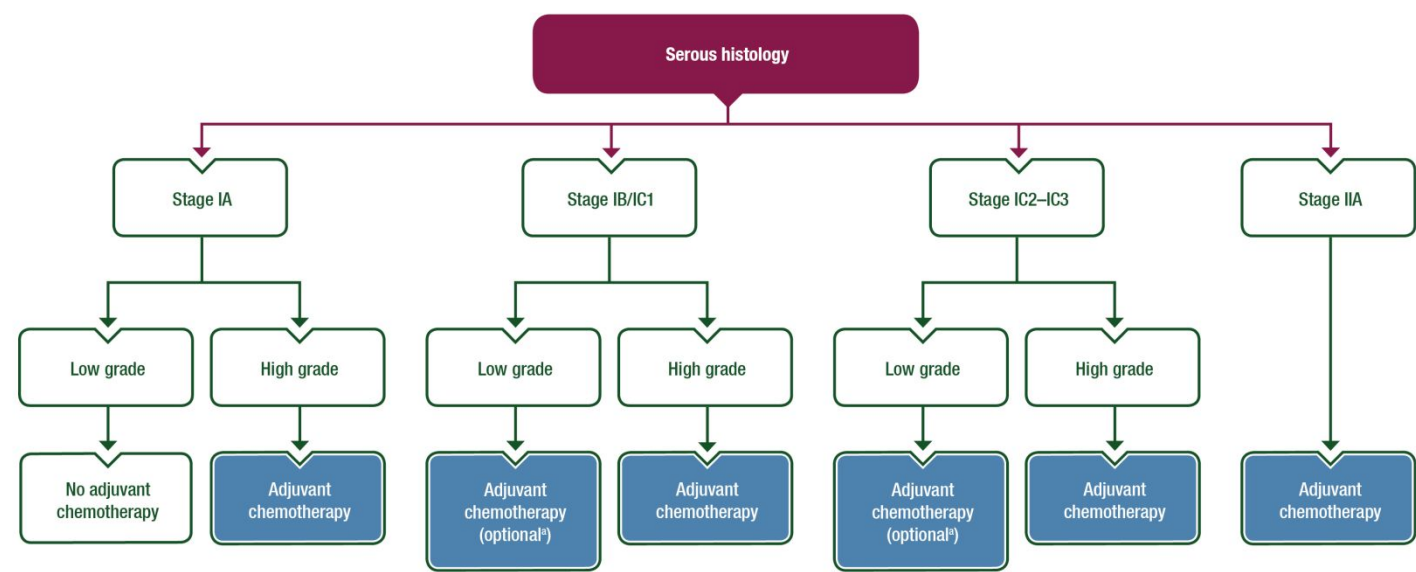 Serous histology
Stage IA
Stage IB/IC1
Stage IC2–IC3
Stage IIA
Low grade
High grade
Low grade
High grade
Low grade
High grade
No adjuvant
chemotherapy
Adjuvant
chemotherapy
Adjuvant
chemotherapy
(optionalᵃ)
Adjuvant
chemotherapy
Adjuvant
chemotherapy
(optionalᵃ)
Adjuvant
chemotherapy
Adjuvant
chemotherapy